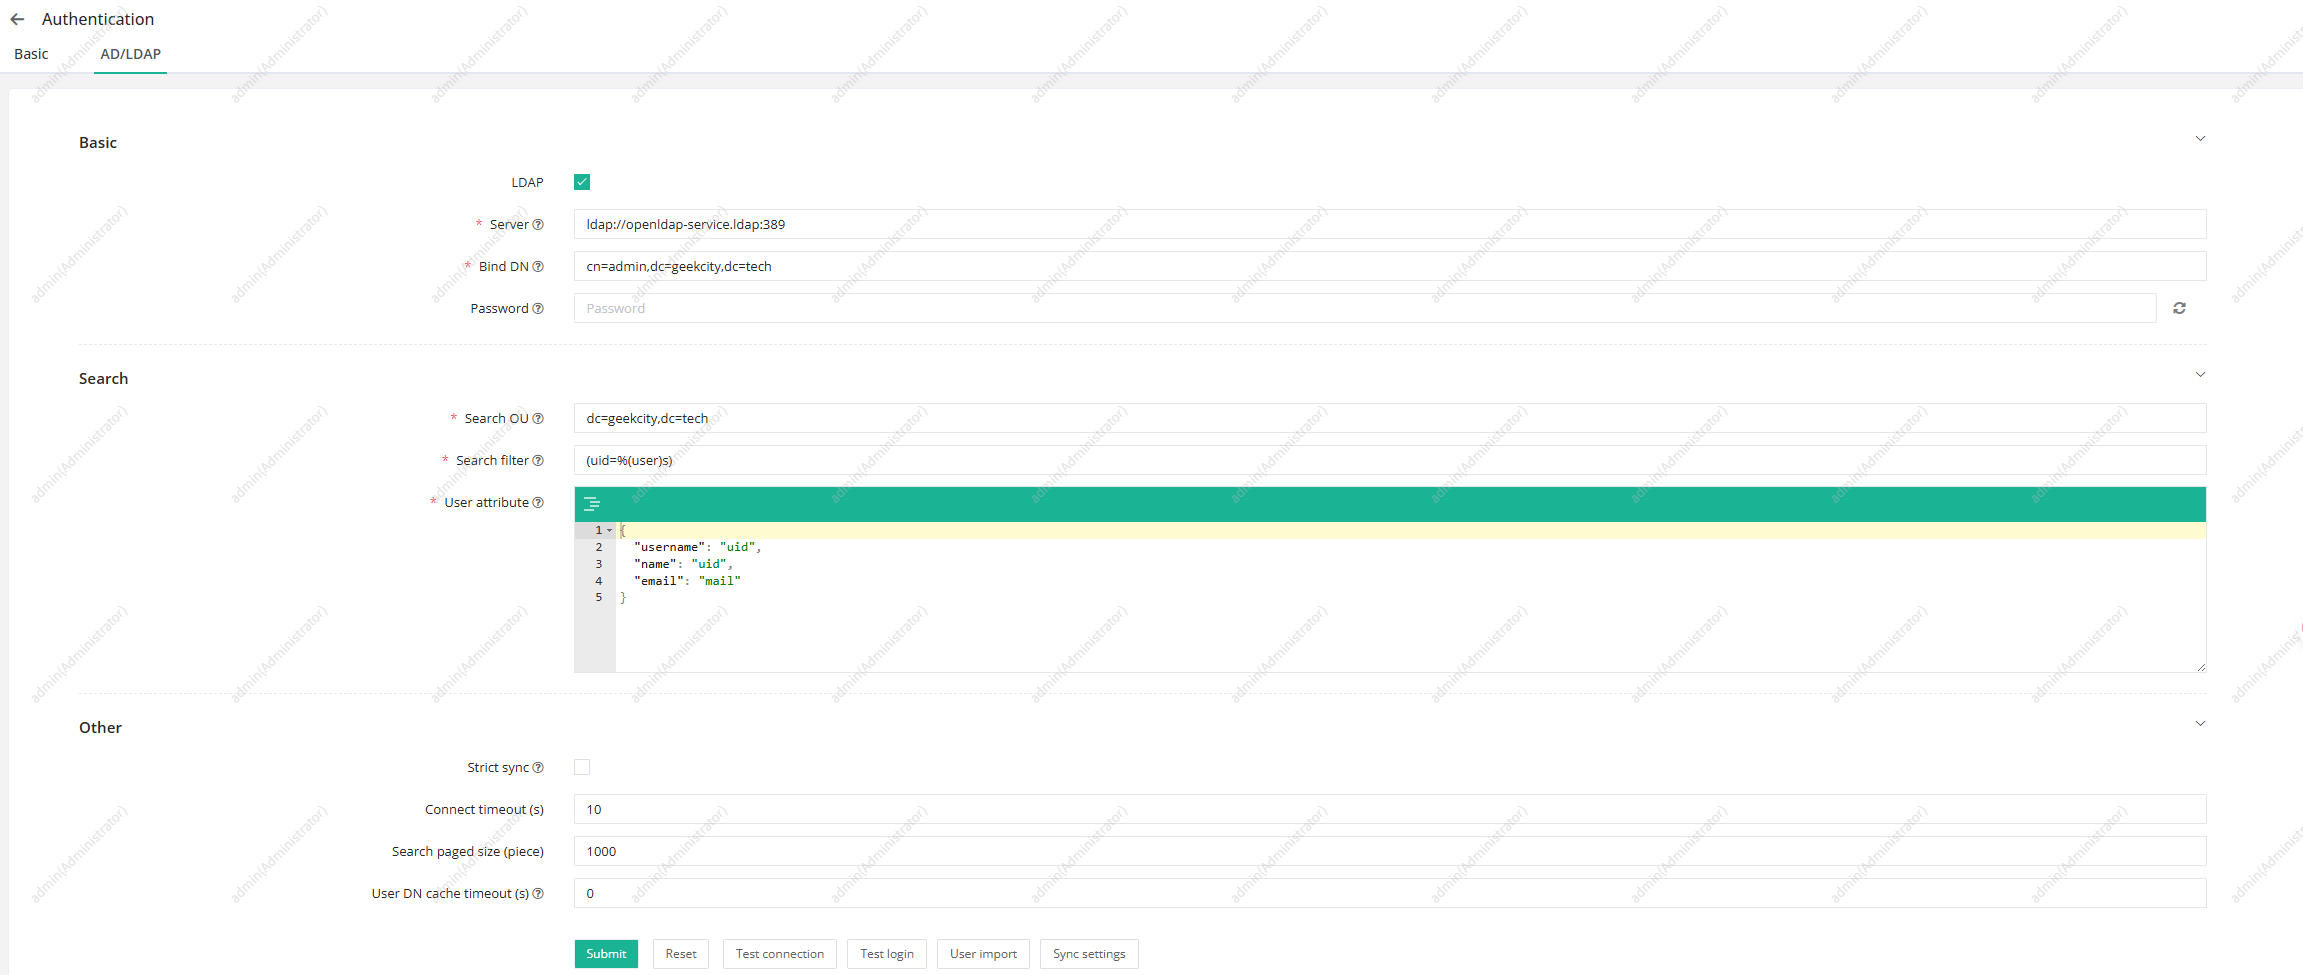 Authentication
Basic
AD/LDAP
Basic
LDAP
* Server
ldap://openldap-service.ldap:389
* Bind DN
cn=admin,dc=geekcity,dc=tech
Password
Password
Search
* Search OU
dc=geekcity,dc=tech
* Search filter
(uid=%(user)s)
* User attribute
1 {
2 "username": "uid",
3 "name": "uid",
4 "email": "mail"
5 }
Other
Strict sync
Connect timeout (s)
10
Search paged size (piece)
1000
User DN cache timeout (s)
0
Submit
Reset
Test connection
Test login
User import
Sync settings
admin(Administrator)